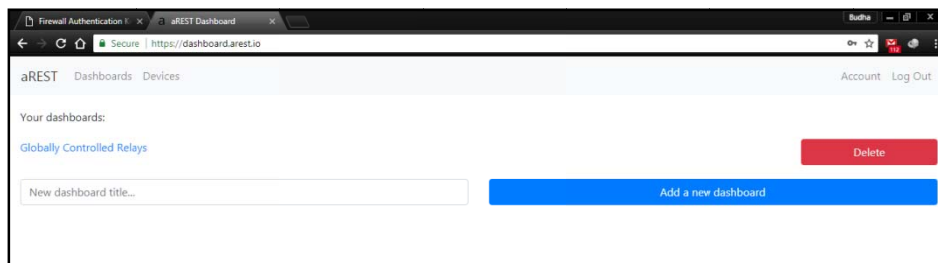 Firewall Authentication K
aREST Dashboard
Budha
Secure
https://dashboard.arest.io
112
aREST Dashboards Devices Account Log Out
Your dashboards:
Globally Controlled Relays Delete
New dashboard title... Add a new dashboard